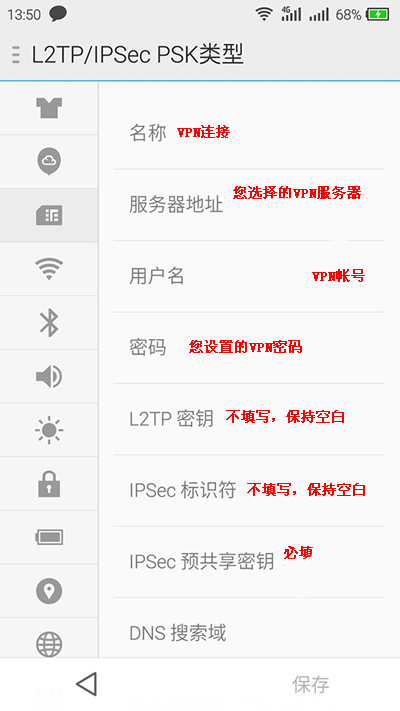 13:50 4G 68%
L2TP/IPSec PSK类型
名称 VPN连接
服务器地址 您选择的VPN服务器
用户名 VPN帐号
密码 您设置的VPN密码
L2TP 密钥 不填写，保持空白
IPSec 标识符 不填写，保持空白
IPSec 预共享密钥 必填
DNS 搜索域
保存